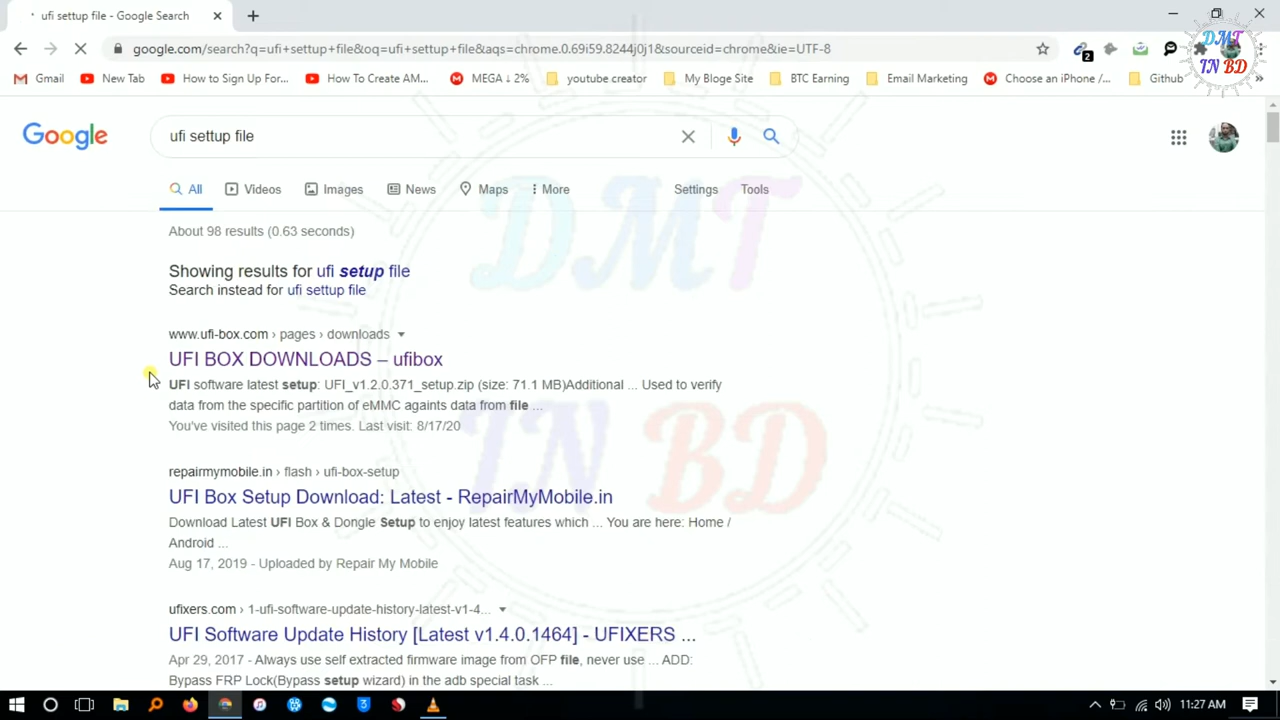 ufi settup file - Google Search
google.com/search?q=ufi+settup+file&oq=ufi+settup+file&aqs=chrome.0.69i59.8244j0j1&sourceid=chrome&ie=UTF-8
2
Gmail New Tab How to Sign Up For... How To Create AM... MEGA ↓ 2% youtube creator My Bloge Site BTC Earning Email Marketing Choose an iPhone /... Github »
DMT
IN BD
Google
ufi settup file
All Videos Images News Maps More Settings Tools
About 98 results (0.63 seconds)
Showing results for ufi setup file
Search instead for ufi settup file
www.ufi-box.com › pages › downloads
UFI BOX DOWNLOADS – ufibox
UFI software latest setup: UFI_v1.2.0.371_setup.zip (size: 71.1 MB)Additional ... Used to verify
data from the specific partition of eMMC againts data from file ...
You've visited this page 2 times. Last visit: 8/17/20
repairmymobile.in › flash › ufi-box-setup
UFI Box Setup Download: Latest - RepairMyMobile.in
Download Latest UFI Box & Dongle Setup to enjoy latest features which ... You are here: Home /
Android ...
Aug 17, 2019 - Uploaded by Repair My Mobile
ufixers.com › 1-ufi-software-update-history-latest-v1-4...
UFI Software Update History [Latest v1.4.0.1464] - UFIXERS ...
Apr 29, 2017 - Always use self extracted firmware image from OFP file, never use ... ADD:
Bypass FRP Lock(Bypass setup wizard) in the adb special task ...
DMT
IN BD
11:27 AM